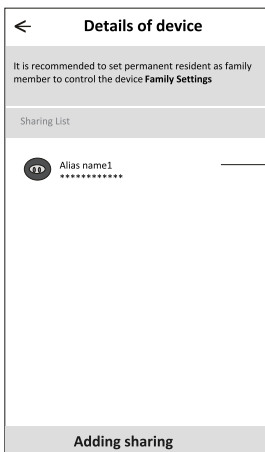 Details of device
It is recommended to set permanent resident as family
member to control the device Family Settings
Sharing List
Alias name1
************
Adding sharing